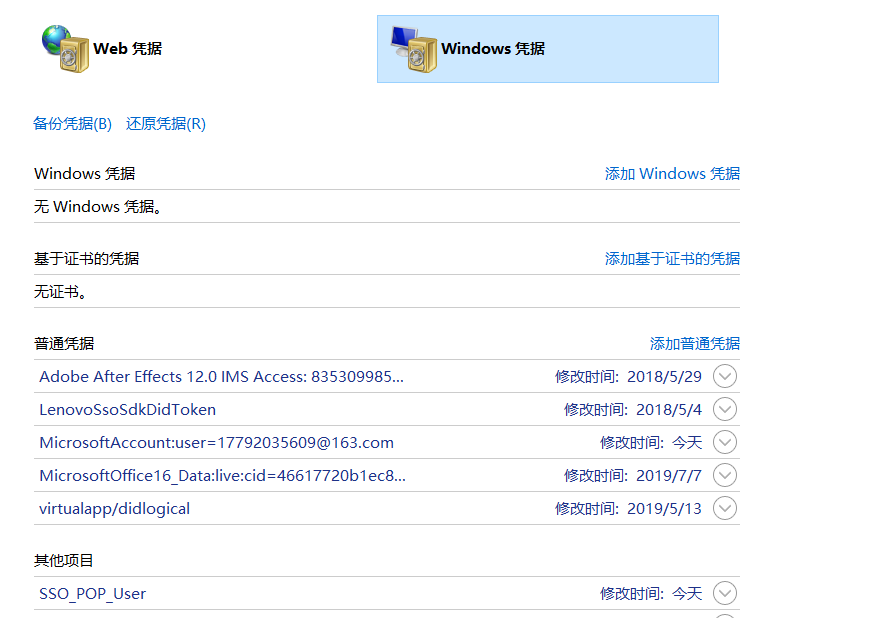 Web 凭据
Windows 凭据
备份凭据(B) 还原凭据(R)
Windows 凭据 添加 Windows 凭据
无 Windows 凭据。
基于证书的凭据 添加基于证书的凭据
无证书。
普通凭据 添加普通凭据
Adobe After Effects 12.0 IMS Access: 835309985... 修改时间: 2018/5/29
LenovoSsoSdkDidToken 修改时间: 2018/5/4
MicrosoftAccount:user=17792035609@163.com 修改时间: 今天
MicrosoftOffice16_Data:live:cid=46617720b1ec8... 修改时间: 2019/7/7
virtualapp/didlogical 修改时间: 2019/5/13
其他项目
SSO_POP_User 修改时间: 今天